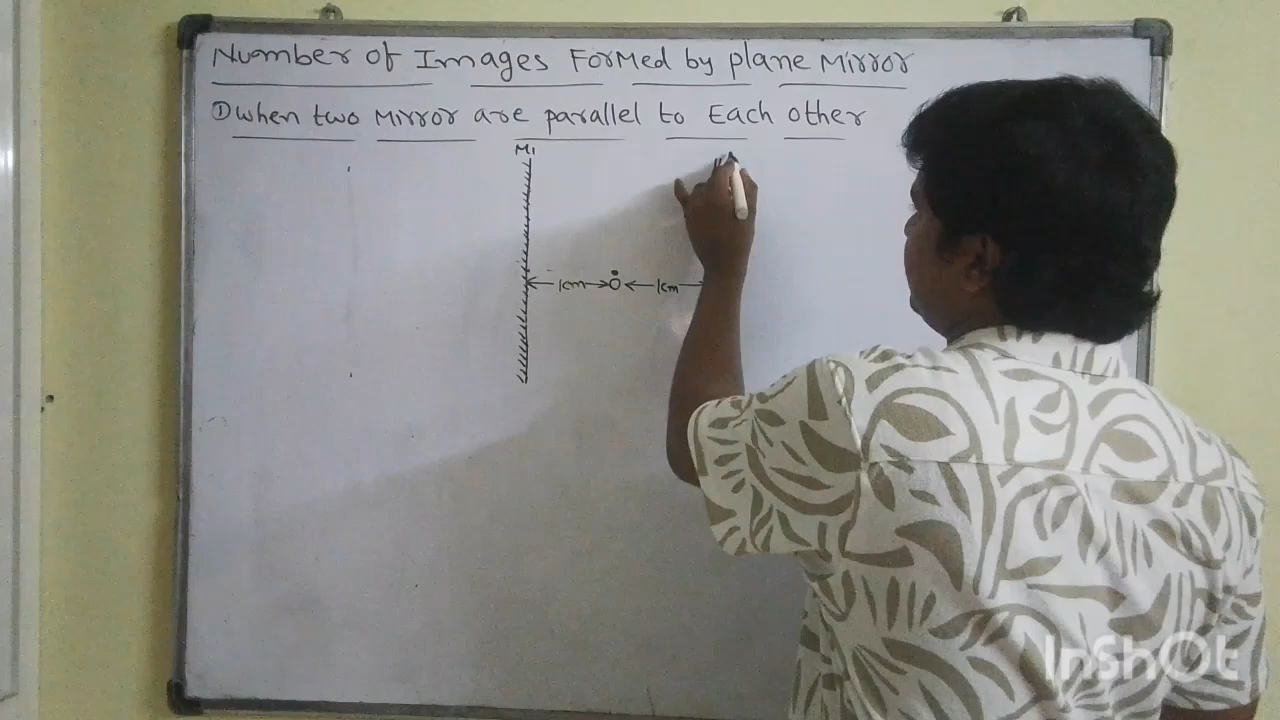 Number of Images Formed by plane Mirror
① when two Mirror are parallel to Each other
M1
1cm O 1cm
InShOt